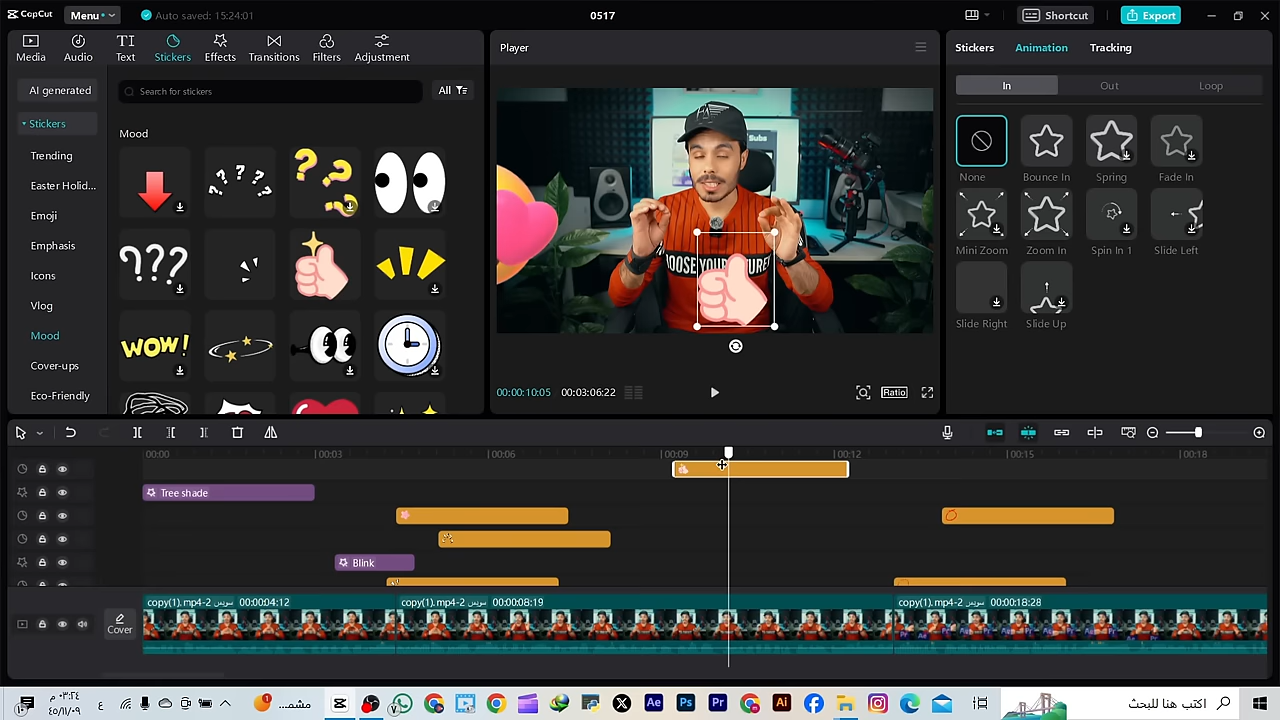 CapCut
Menu
Auto saved: 15:24:01
0517
Shortcut
Export
Media
Audio
Text
Stickers
Effects
Transitions
Filters
Adjustment
AI generated
Stickers
Trending
Easter Holid...
Emoji
Emphasis
Icons
Vlog
Mood
Cover-ups
Eco-Friendly
Search for stickers
All
Mood
WOW!
Player
Subs
00:00:10:05
00:03:06:22
Ratio
Stickers
Animation
Tracking
In
Out
Loop
None
Bounce In
Spring
Fade In
Mini Zoom
Zoom In
Spin In 1
Slide Left
Slide Right
Slide Up
00:00
00:03
00:06
00:09
00:12
00:15
00:18
Tree shade
Blink
Cover
copy(1).mp4-2 سويس 00:00:04:12
copy(1).mp4-2 سويس 00:00:08:19
copy(1).mp4-2 سويس 00:00:18:28
مشـ...
اكتب هنا للبحث